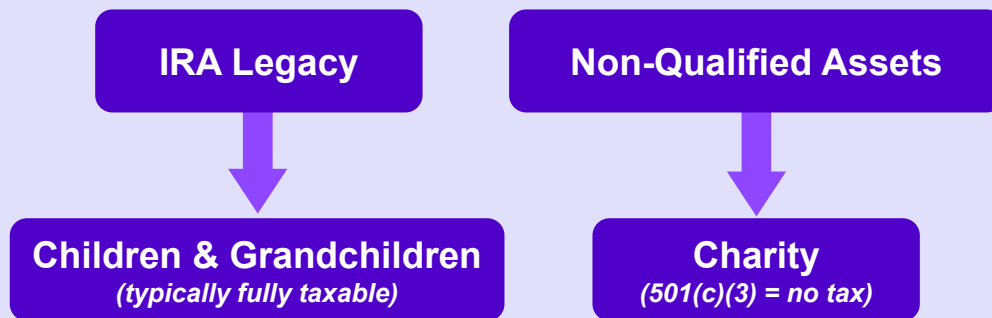 IRA Legacy
Non-Qualified Assets
Children & Grandchildren
(typically fully taxable)
Charity
(501(c)(3) = no tax)